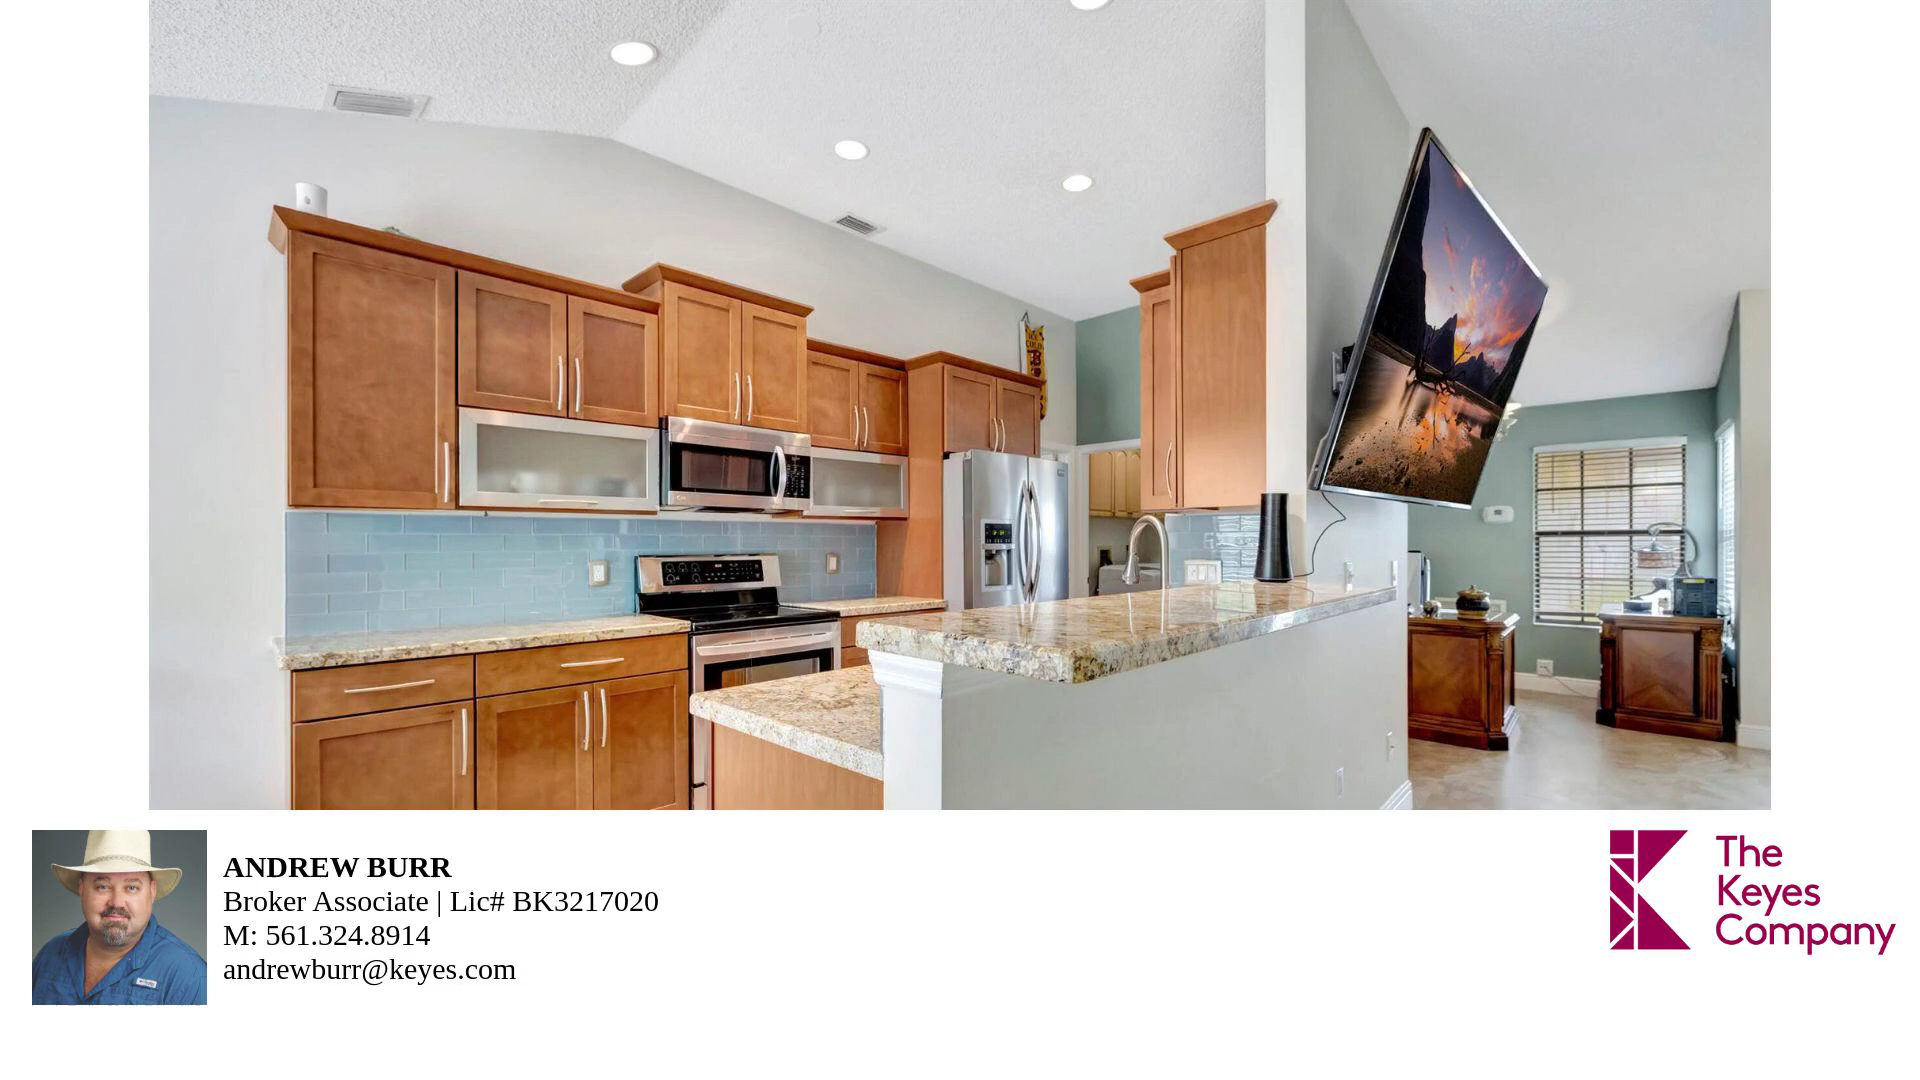 ANDREW BURR
Broker Associate | Lic# BK3217020
M: 561.324.8914
andrewburr@keyes.com
The
Keyes
Company